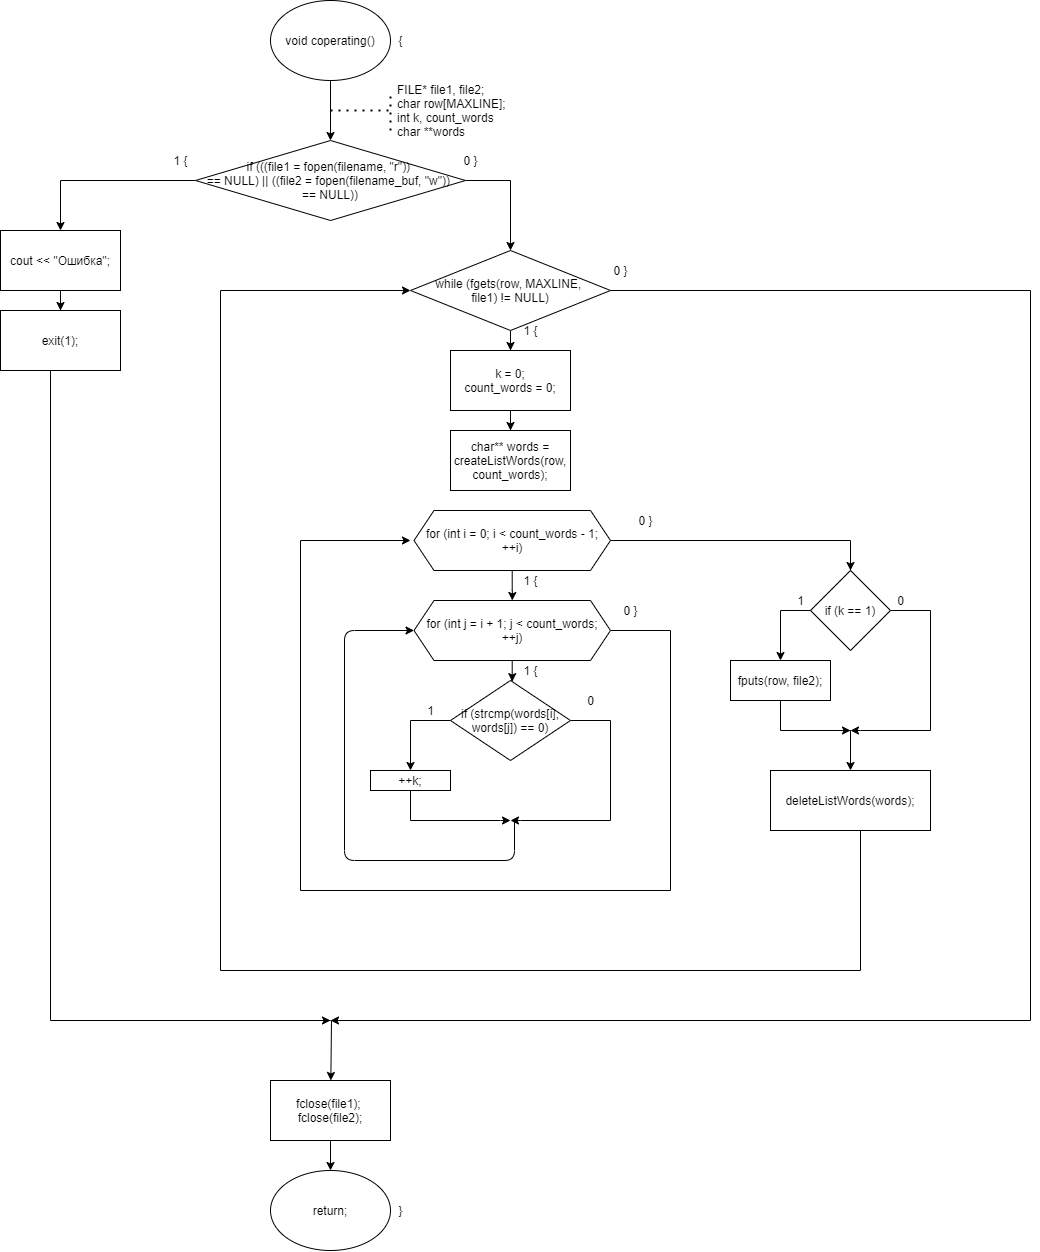 void coperating()
{
FILE* file1, file2;
char row[MAXLINE];
int k, count_words
char **words
1 {
if (((file1 = fopen(filename, "r"))
== NULL) || ((file2 = fopen(filename_buf, "w"))
== NULL))
0 }
cout << "Ошибка";
exit(1);
while (fgets(row, MAXLINE,
file1) != NULL)
0 }
1 {
k = 0;
count_words = 0;
char** words =
createListWords(row,
count_words);
for (int i = 0; i < count_words - 1;
++i)
0 }
1 {
for (int j = i + 1; j < count_words;
++j)
0 }
1 {
if (strcmp(words[i],
words[j]) == 0)
1
0
++k;
if (k == 1)
1
0
fputs(row, file2);
deleteListWords(words);
fclose(file1);
fclose(file2);
return;
}